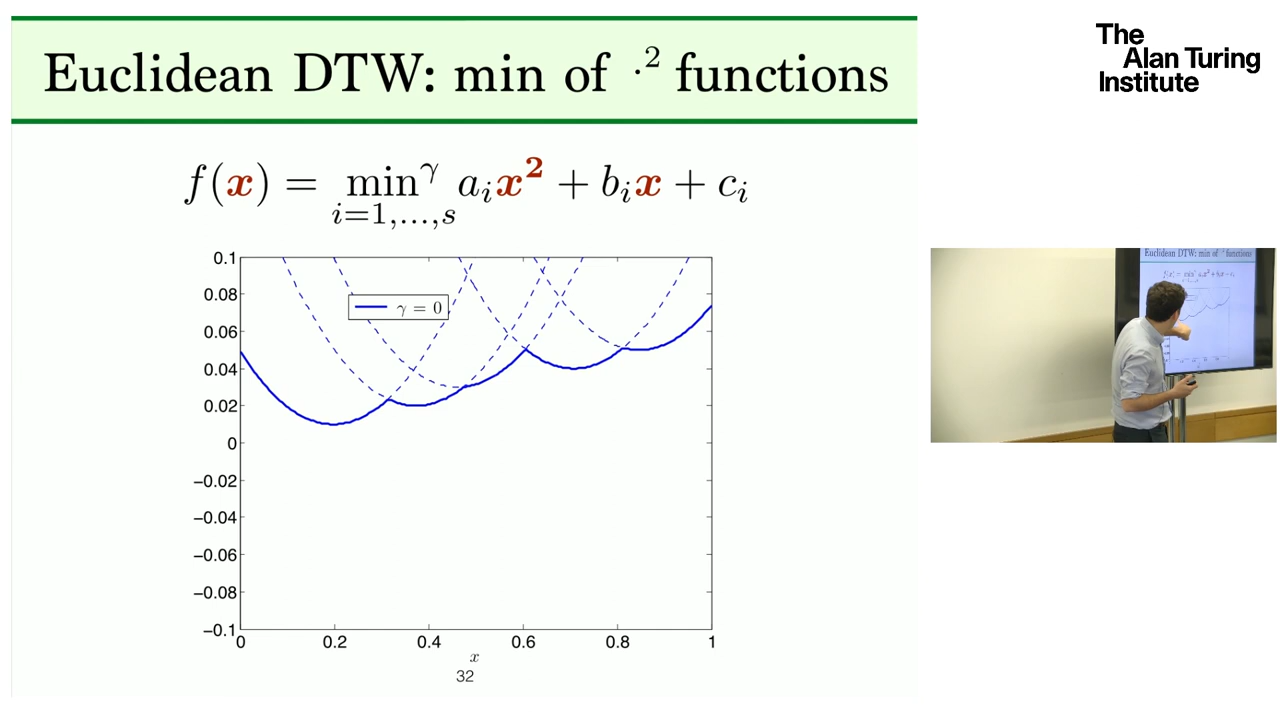 Euclidean DTW: min of ·² functions
The
Alan Turing
Institute
f(x) = min^γ a_i x² + b_i x + c_i
i=1,...,s
0.1
0.08
γ = 0
0.06
0.04
0.02
0
−0.02
−0.04
−0.06
−0.08
−0.1
0 0.2 0.4 0.6 0.8 1
x
32
Euclidean DTW: min of ·² functions